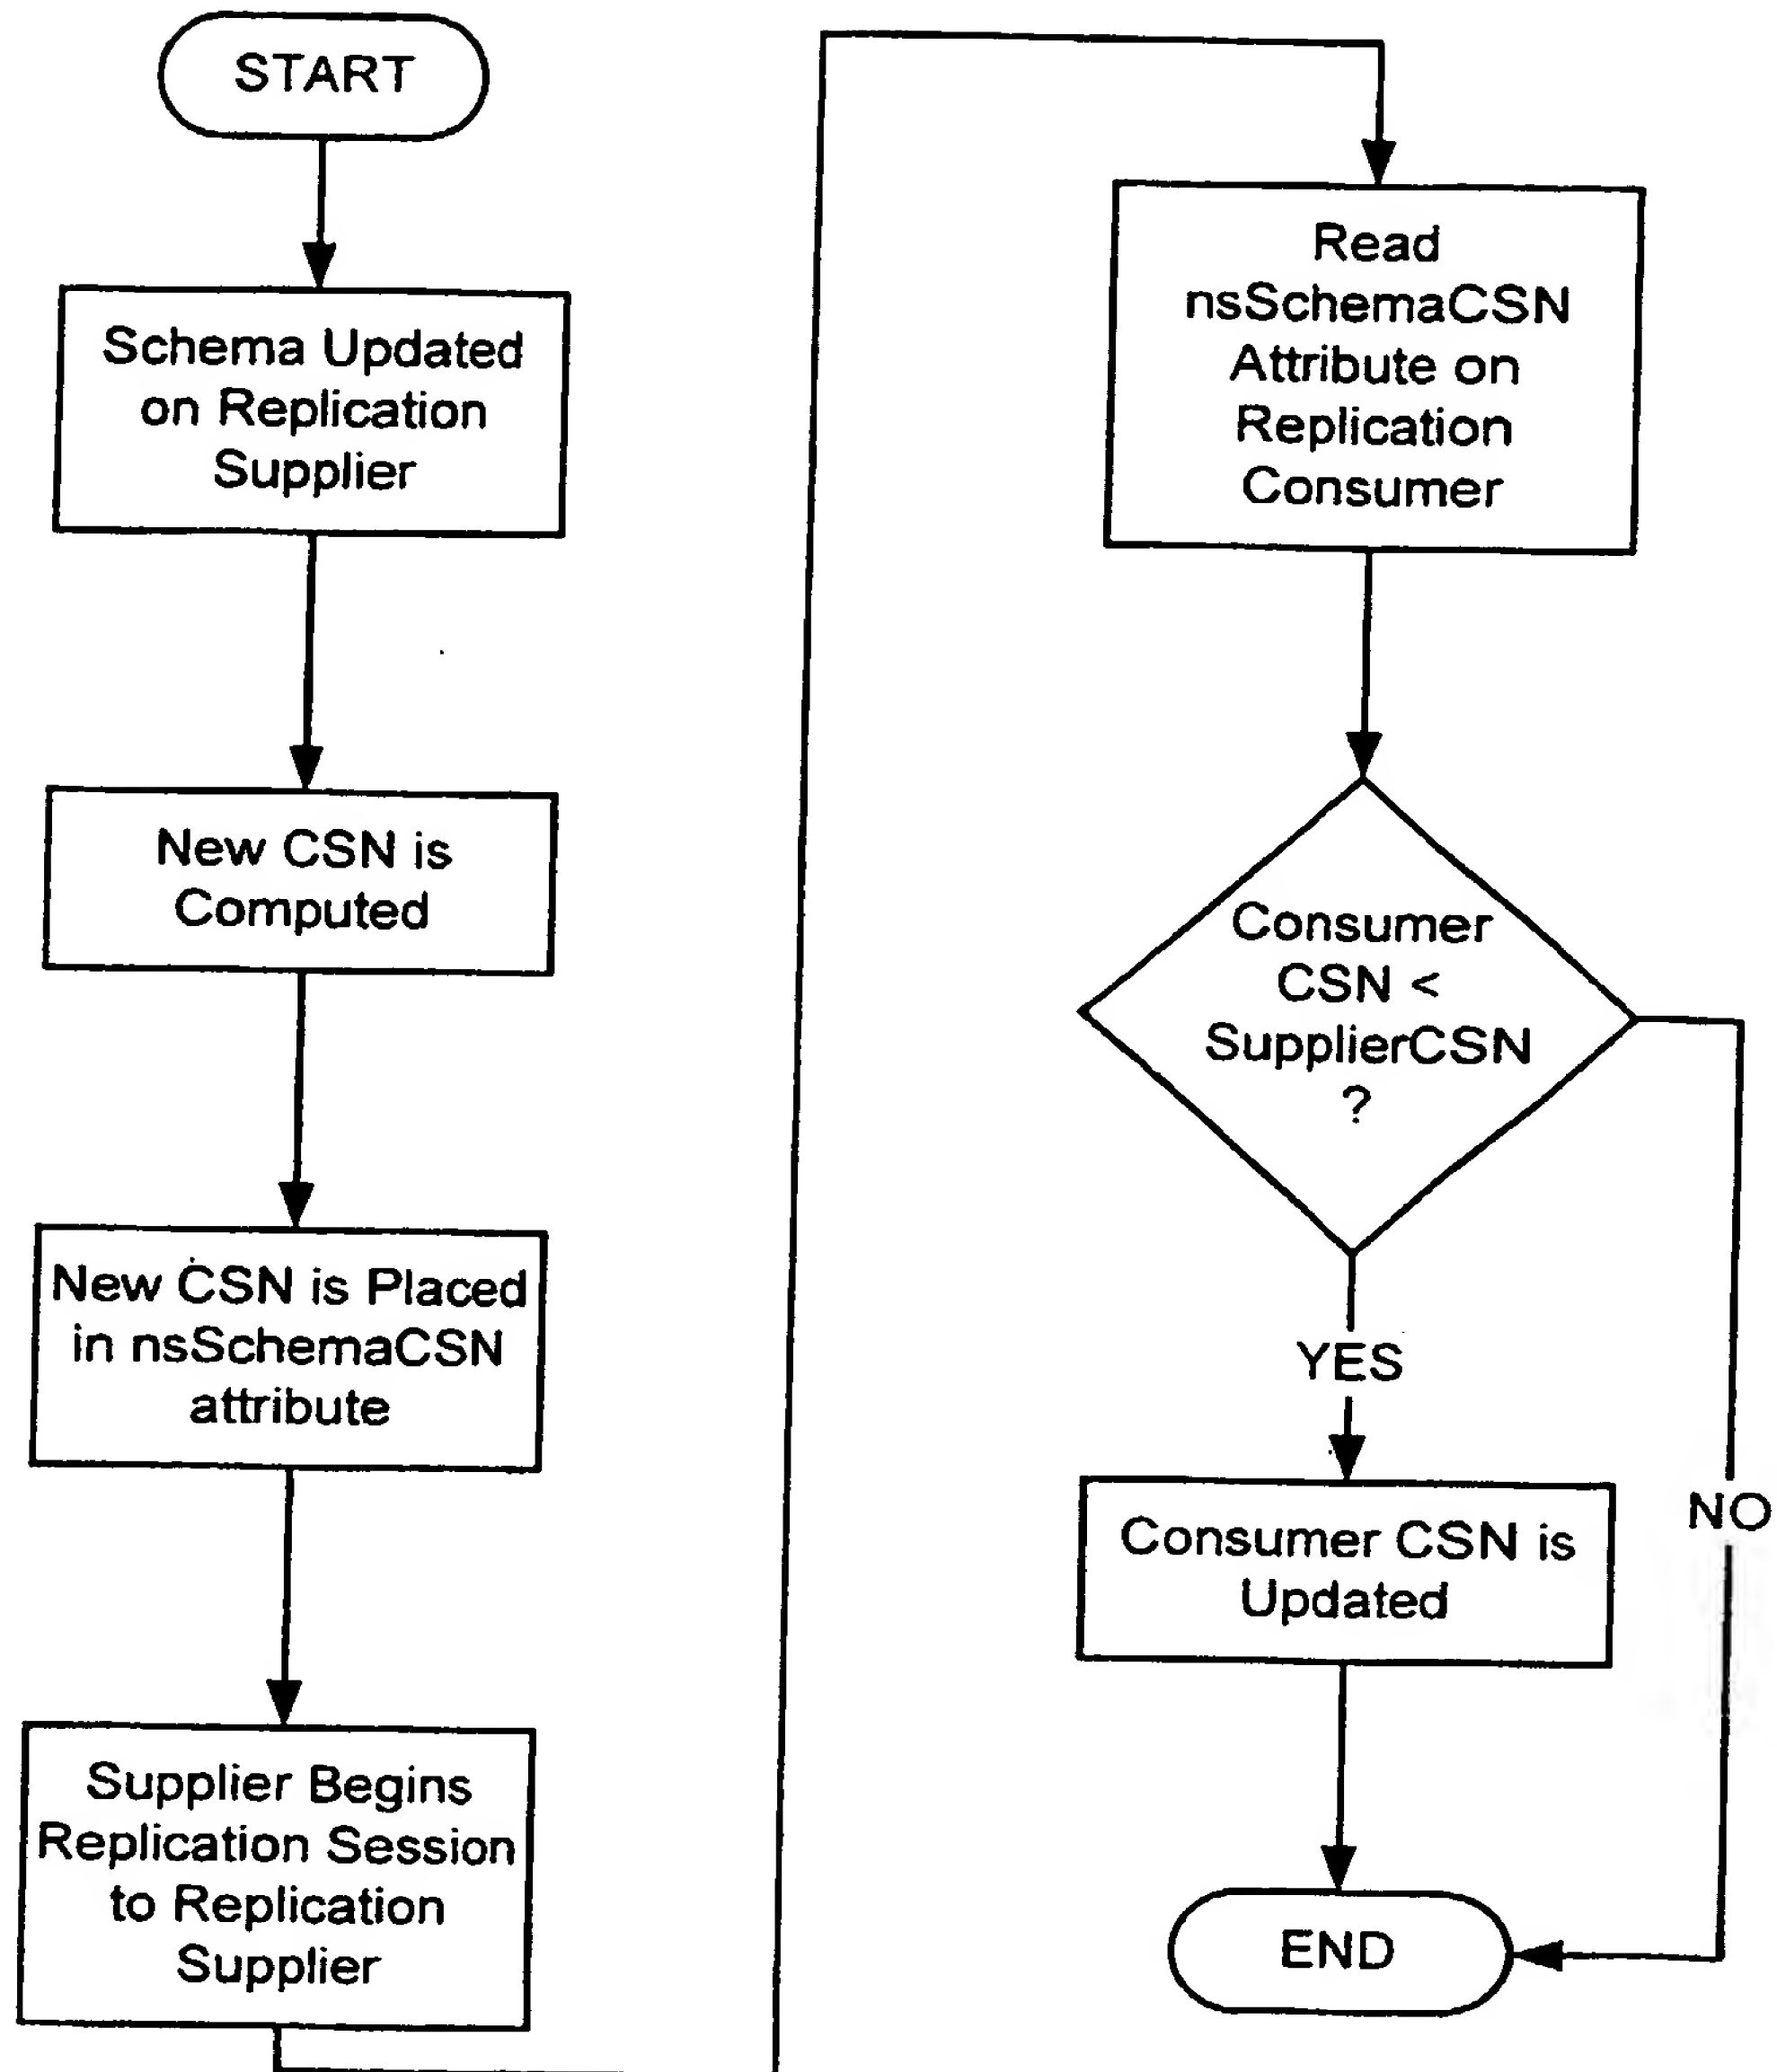 START
Schema Updated
on Replication
Supplier
New CSN is
Computed
New CSN is Placed
in nsSchemaCSN
attribute
Supplier Begins
Replication Session
to Replication
Supplier
Read
nsSchemaCSN
Attribute on
Replication
Consumer
Consumer
CSN <
SupplierCSN
?
YES
NO
Consumer CSN is
Updated
END